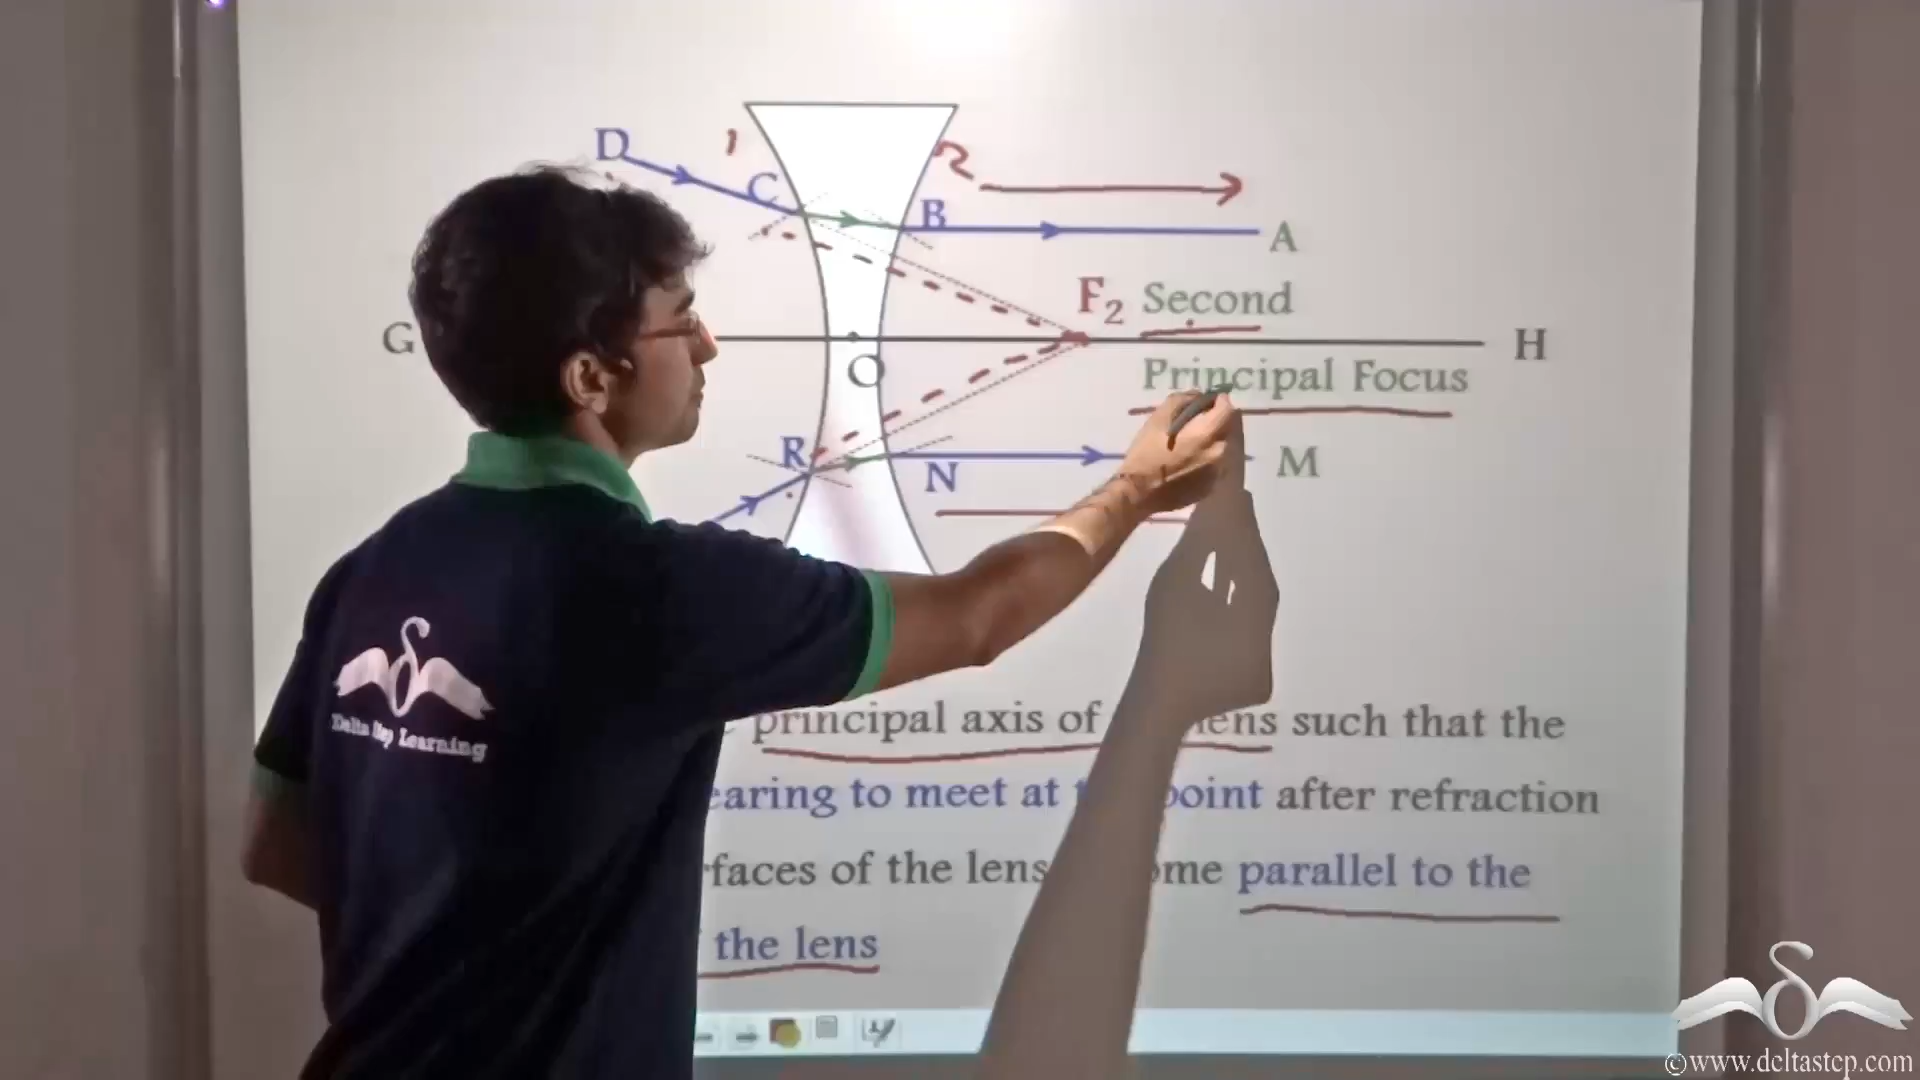 D
1
2
C
B
A
F2 Second
G
H
O
Principal Focus
R
N
M
principal axis of lens such that the
earing to meet at point after refraction
rfaces of the lens ome parallel to the
the lens
Delta Step Learning
©www.deltastep.com